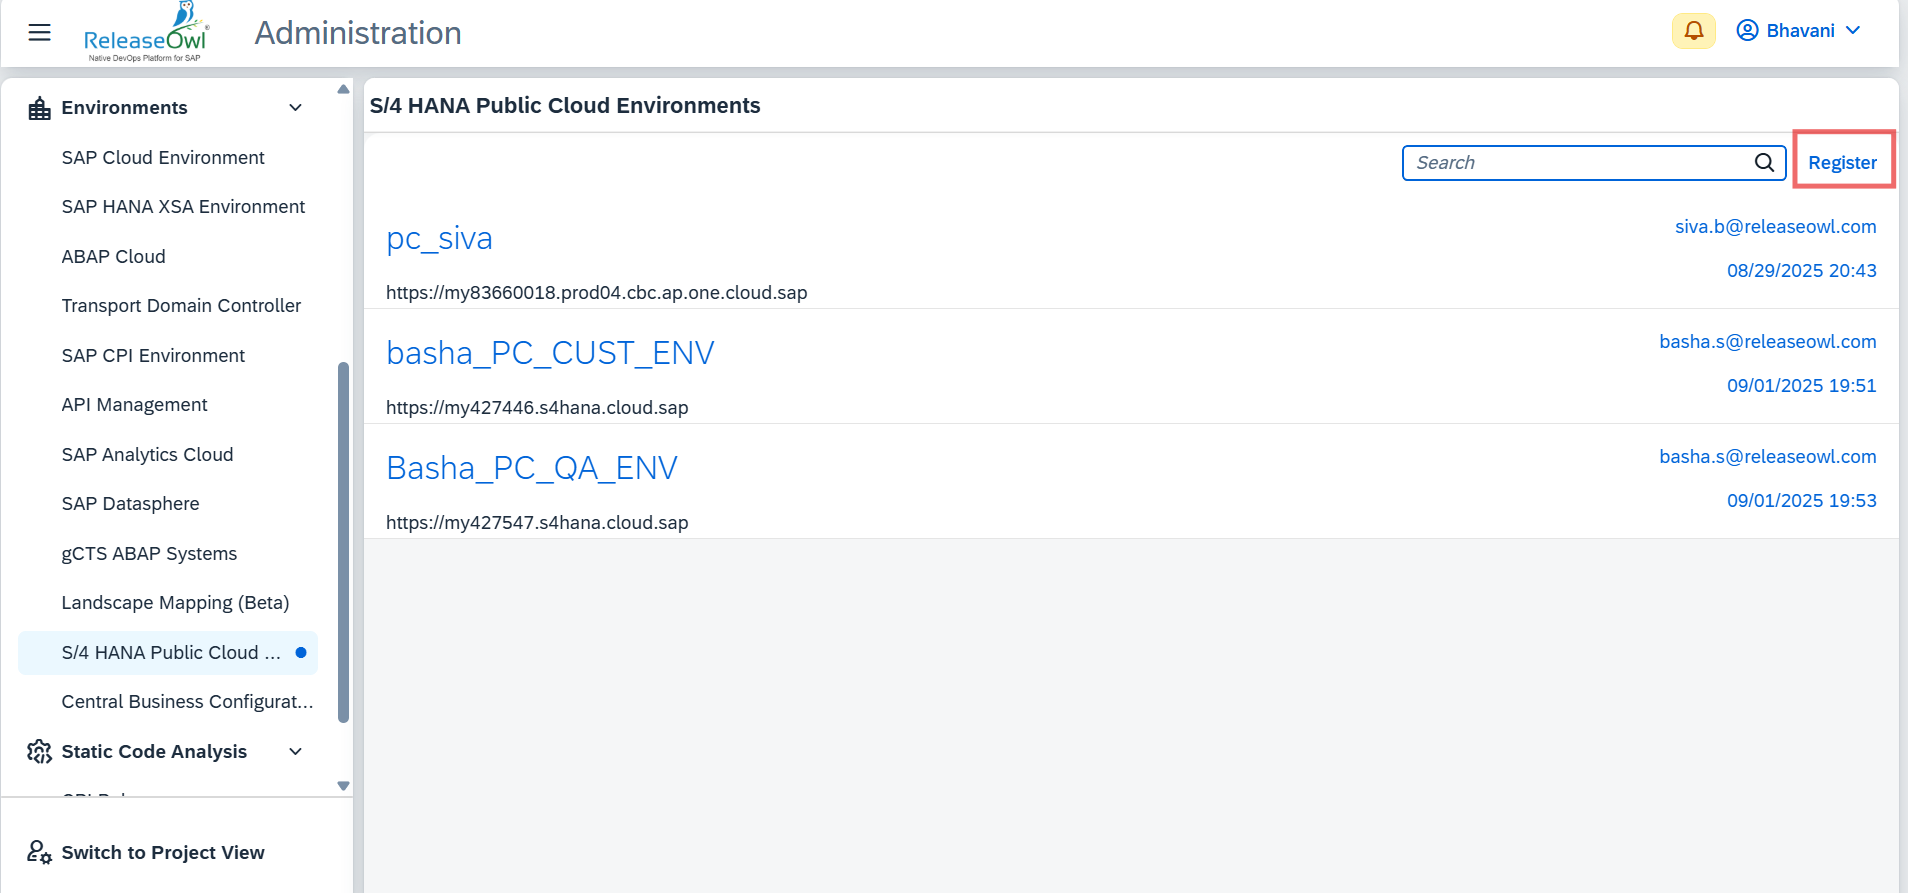 ReleaseOwl
Native DevOps Platform for SAP
Administration
Bhavani
Environments
SAP Cloud Environment
SAP HANA XSA Environment
ABAP Cloud
Transport Domain Controller
SAP CPI Environment
API Management
SAP Analytics Cloud
SAP Datasphere
gCTS ABAP Systems
Landscape Mapping (Beta)
S/4 HANA Public Cloud ...
Central Business Configurat...
Static Code Analysis
Switch to Project View
S/4 HANA Public Cloud Environments
Search
Register
pc_siva
siva.b@releaseowl.com
08/29/2025 20:43
https://my83660018.prod04.cbc.ap.one.cloud.sap
basha_PC_CUST_ENV
basha.s@releaseowl.com
09/01/2025 19:51
https://my427446.s4hana.cloud.sap
Basha_PC_QA_ENV
basha.s@releaseowl.com
09/01/2025 19:53
https://my427547.s4hana.cloud.sap